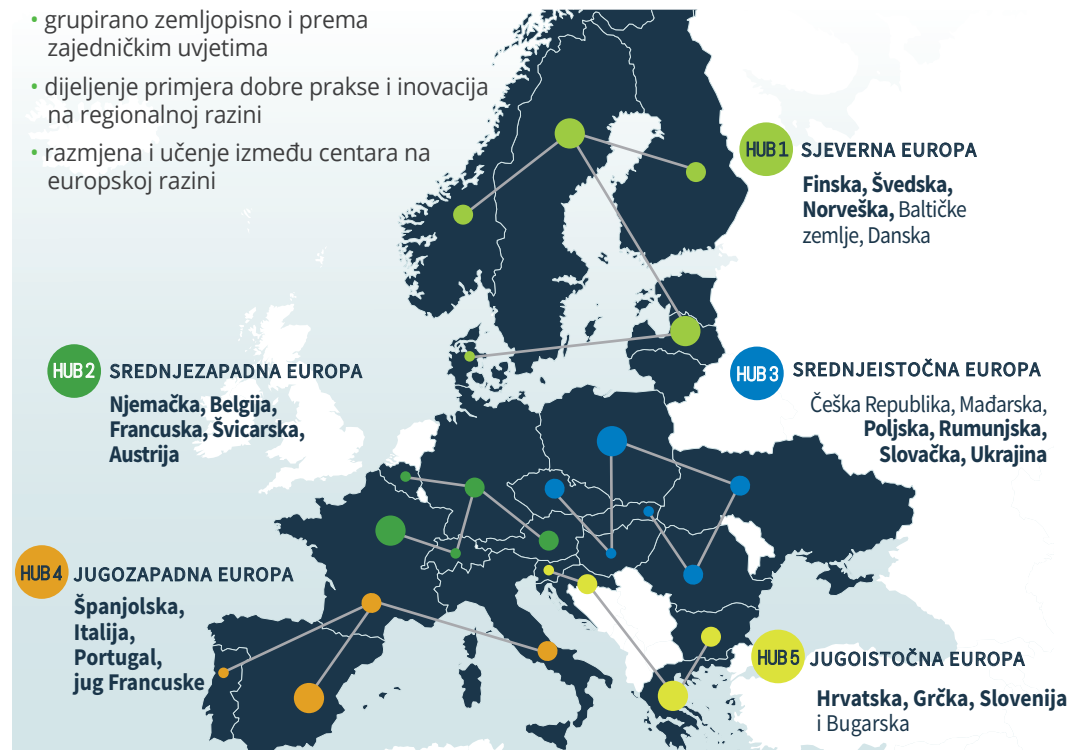 • grupirano zemljopisno i prema
zajedničkim uvjetima
• dijeljenje primjera dobre prakse i inovacija
na regionalnoj razini
• razmjena i učenje između centara na
europskoj razini
HUB 1 SJEVERNA EUROPA
Finska, Švedska,
Norveška, Baltičke
zemlje, Danska
HUB 2 SREDNJEZAPADNA EUROPA
Njemačka, Belgija,
Francuska, Švicarska,
Austrija
HUB 3 SREDNJEISTOČNA EUROPA
Češka Republika, Mađarska,
Poljska, Rumunjska,
Slovačka, Ukrajina
HUB 4 JUGOZAPADNA EUROPA
Španjolska,
Italija,
Portugal,
jug Francuske
HUB 5 JUGOISTOČNA EUROPA
Hrvatska, Grčka, Slovenija
i Bugarska